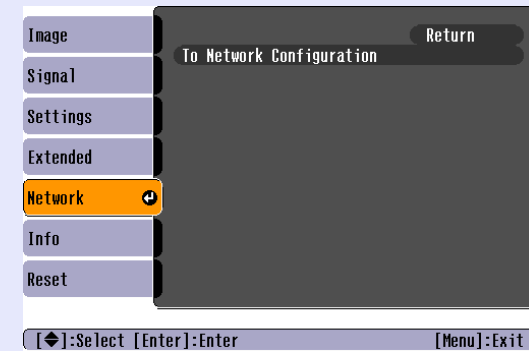 Image
Signal
Settings
Extended
Network
Info
Reset
Return
To Network Configuration
[◆]:Select [Enter]:Enter
[Menu]:Exit